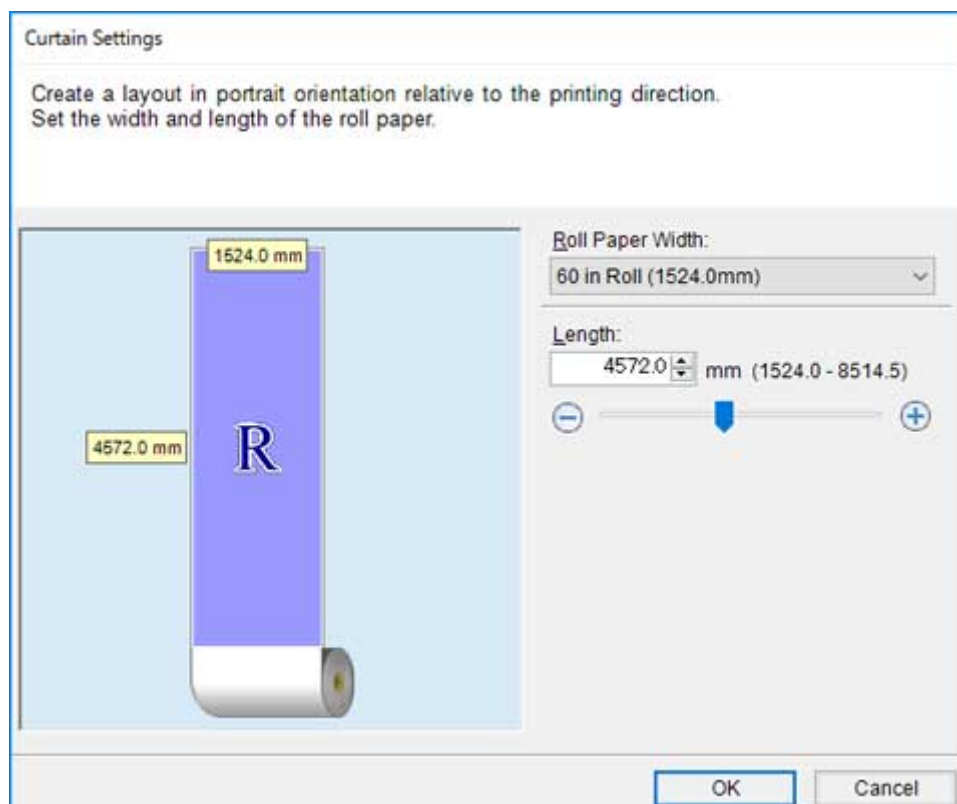 Curtain Settings
Create a layout in portrait orientation relative to the printing direction.
Set the width and length of the roll paper.
1524.0 mm
4572.0 mm
R
Roll Paper Width:
60 in Roll (1524.0mm)
Length:
4572.0 mm (1524.0 - 8514.5)
OK Cancel